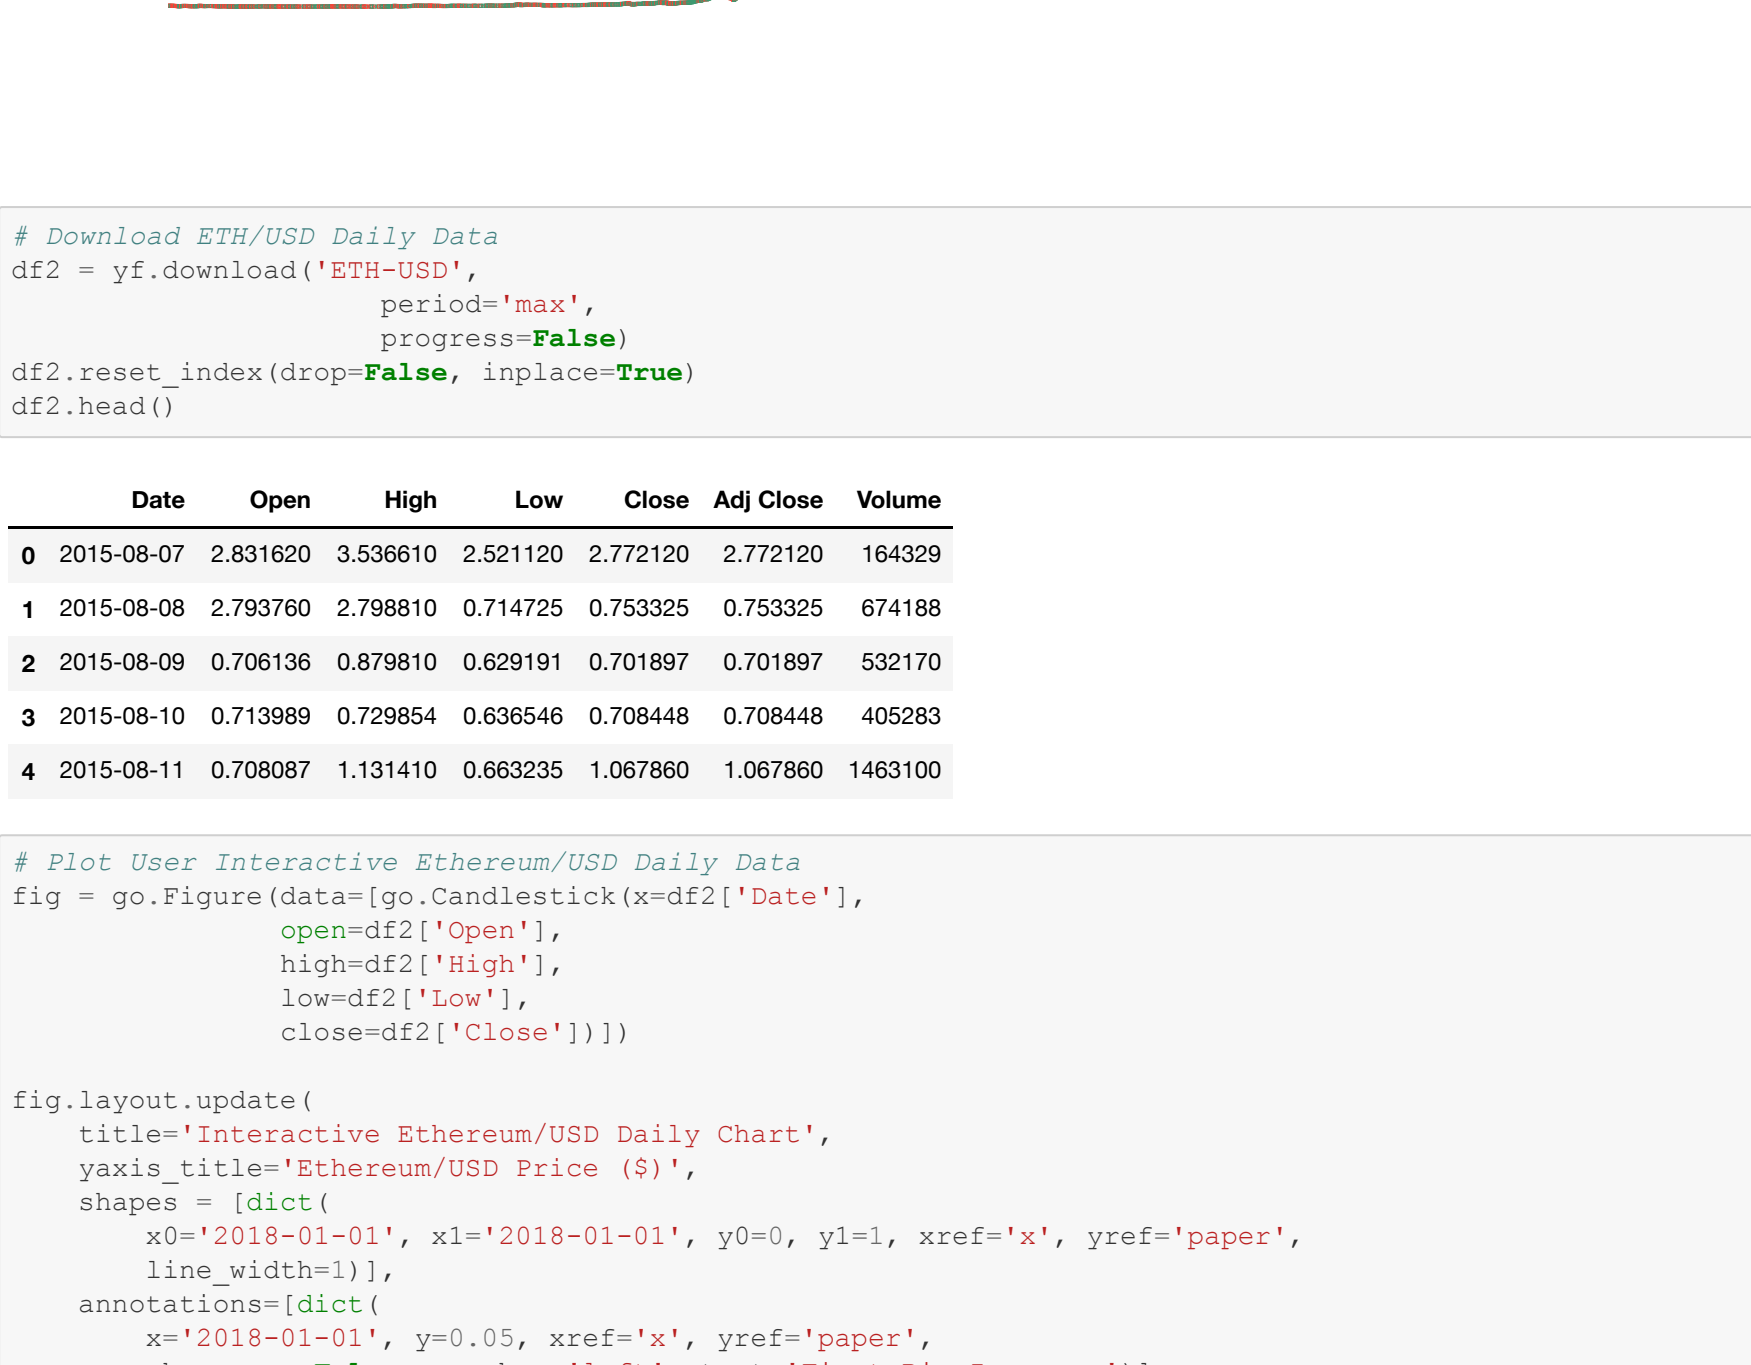 # Download ETH/USD Daily Data
df2 = yf.download('ETH-USD',
                      period='max',
                      progress=False)
df2.reset_index(drop=False, inplace=True)
df2.head()
Date Open High Low Close Adj Close Volume
0 2015-08-07 2.831620 3.536610 2.521120 2.772120 2.772120 164329
1 2015-08-08 2.793760 2.798810 0.714725 0.753325 0.753325 674188
2 2015-08-09 0.706136 0.879810 0.629191 0.701897 0.701897 532170
3 2015-08-10 0.713989 0.729854 0.636546 0.708448 0.708448 405283
4 2015-08-11 0.708087 1.131410 0.663235 1.067860 1.067860 1463100
# Plot User Interactive Ethereum/USD Daily Data
fig = go.Figure(data=[go.Candlestick(x=df2['Date'],
                open=df2['Open'],
                high=df2['High'],
                low=df2['Low'],
                close=df2['Close'])])
fig.layout.update(
    title='Interactive Ethereum/USD Daily Chart',
    yaxis_title='Ethereum/USD Price ($)',
    shapes = [dict(
        x0='2018-01-01', x1='2018-01-01', y0=0, y1=1, xref='x', yref='paper',
        line_width=1)],
    annotations=[dict(
        x='2018-01-01', y=0.05, xref='x', yref='paper',